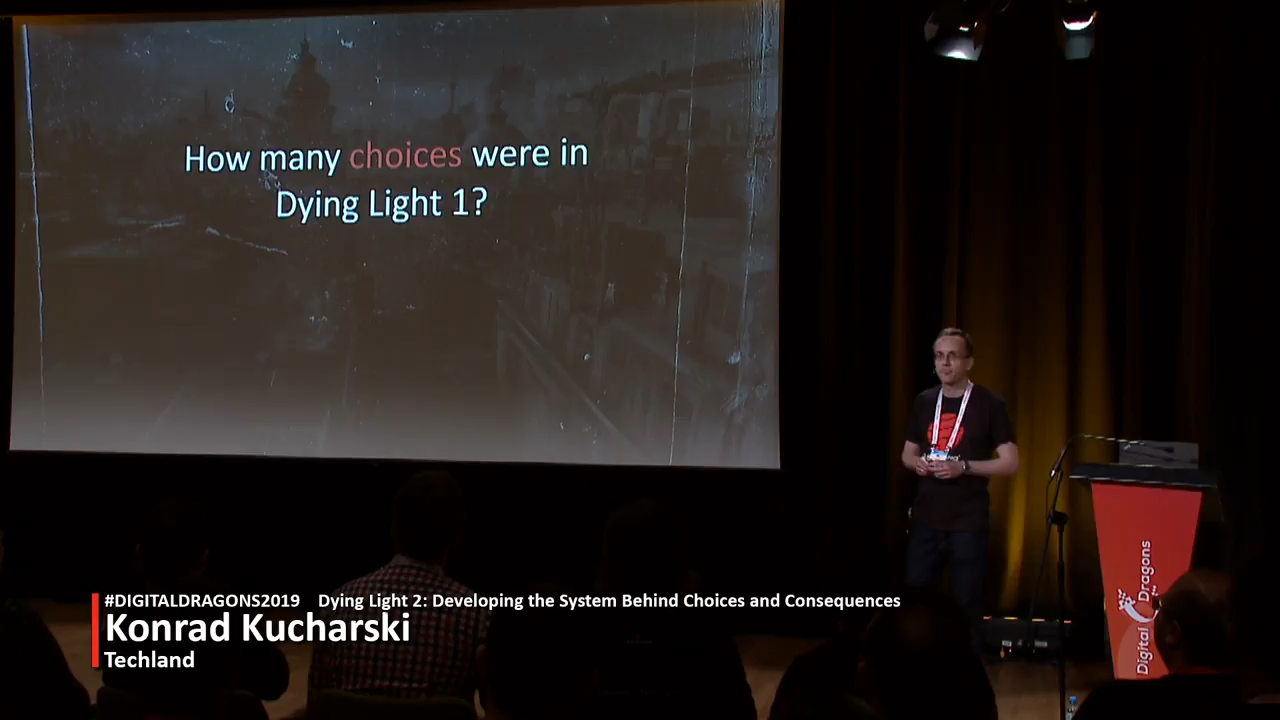 How many choices were in
Dying Light 1?
#DIGITALDRAGONS2019 Dying Light 2: Developing the System Behind Choices and Consequences
Konrad Kucharski
Techland
Digital Dragons